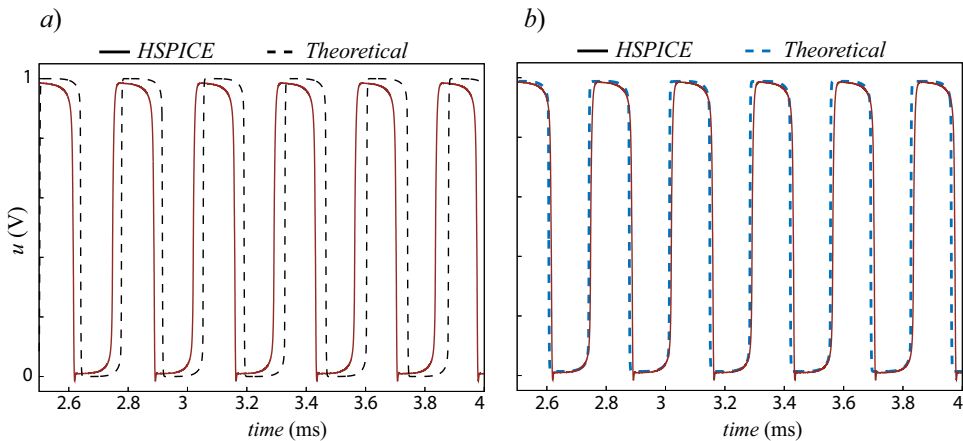 a)
HSPICE Theoretical
1
0
u (V)
2.6 2.8 3 3.2 3.4 3.6 3.8 4
time (ms)
b)
HSPICE Theoretical
2.6 2.8 3 3.2 3.4 3.6 3.8 4
time (ms)